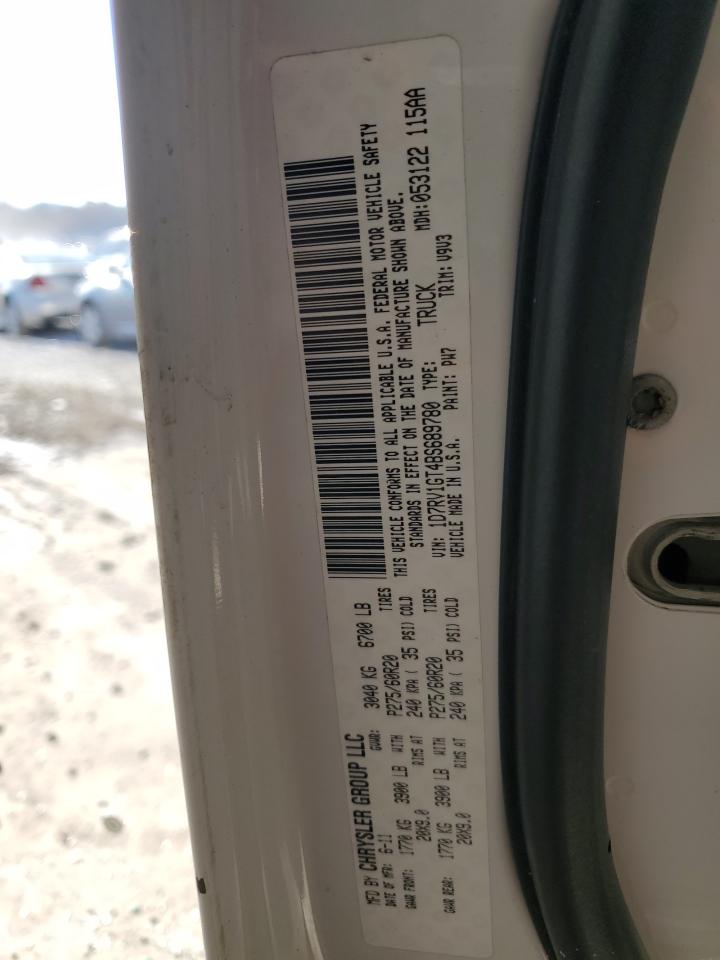 MFD BY CHRYSLER GROUP LLC
DATE OF MFR: 6-11 GVWR: 3040 KG 6700 LB
GAWR FRONT: 1770 KG 3900 LB WITH P275/60R20 TIRES
20X9.0 RIMS AT 240 KPA ( 35 PSI) COLD
GAWR REAR: 1770 KG 3900 LB WITH P275/60R20 TIRES
20X9.0 RIMS AT 240 KPA ( 35 PSI) COLD
THIS VEHICLE CONFORMS TO ALL APPLICABLE U.S.A. FEDERAL MOTOR VEHICLE SAFETY
STANDARDS IN EFFECT ON THE DATE OF MANUFACTURE SHOWN ABOVE.
MDH:053122 115AA
VIN: 1D7RV1GT4BS689780 TYPE: TRUCK
VEHICLE MADE IN U.S.A. PAINT: PW7 TRIM: V9V3